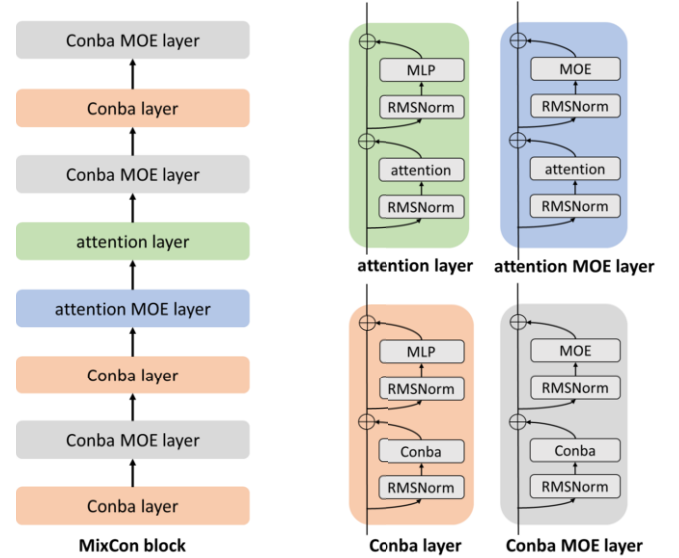 Conba MOE layer
Conba layer
Conba MOE layer
attention layer
attention MOE layer
Conba layer
Conba MOE layer
Conba layer
MixCon block
MLP
RMSNorm
attention
RMSNorm
attention layer
MOE
RMSNorm
attention
RMSNorm
attention MOE layer
MLP
RMSNorm
Conba
RMSNorm
Conba layer
MOE
RMSNorm
Conba
RMSNorm
Conba MOE layer